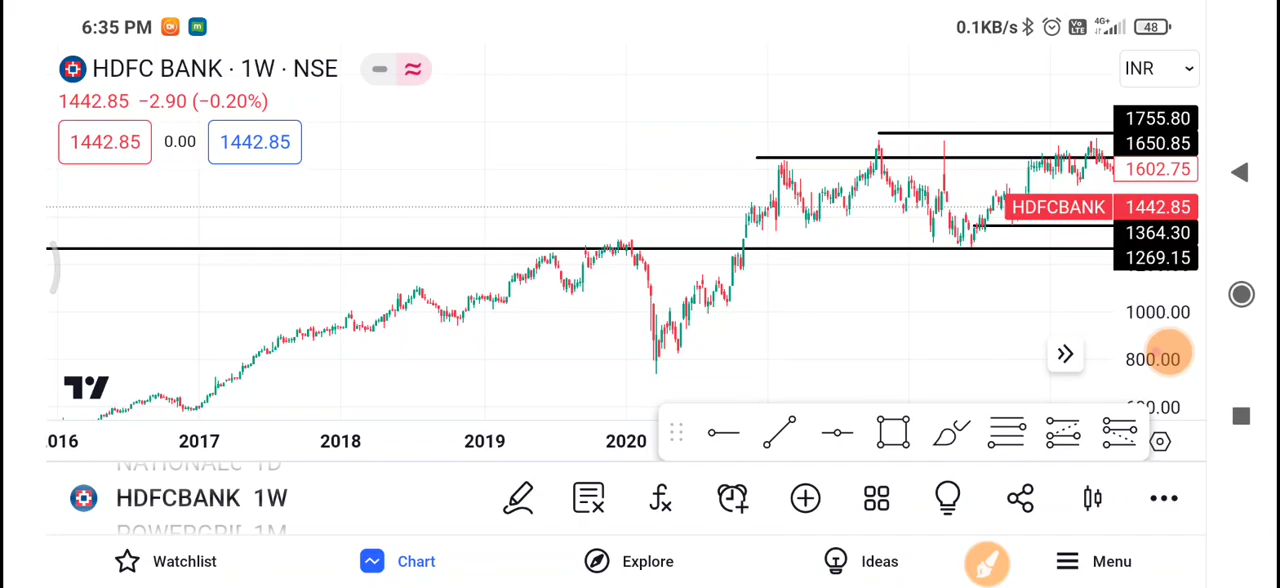 6:35 PM
0.1KB/s
4G+
48
HDFC BANK · 1W · NSE
INR
1442.85 −2.90 (−0.20%)
1442.85 0.00 1442.85
1755.80
1650.85
1602.75
HDFCBANK 1442.85
1364.30
1269.15
1000.00
800.00
016 2017 2018 2019 2020
HDFCBANK 1W
Watchlist Chart Explore Ideas Menu